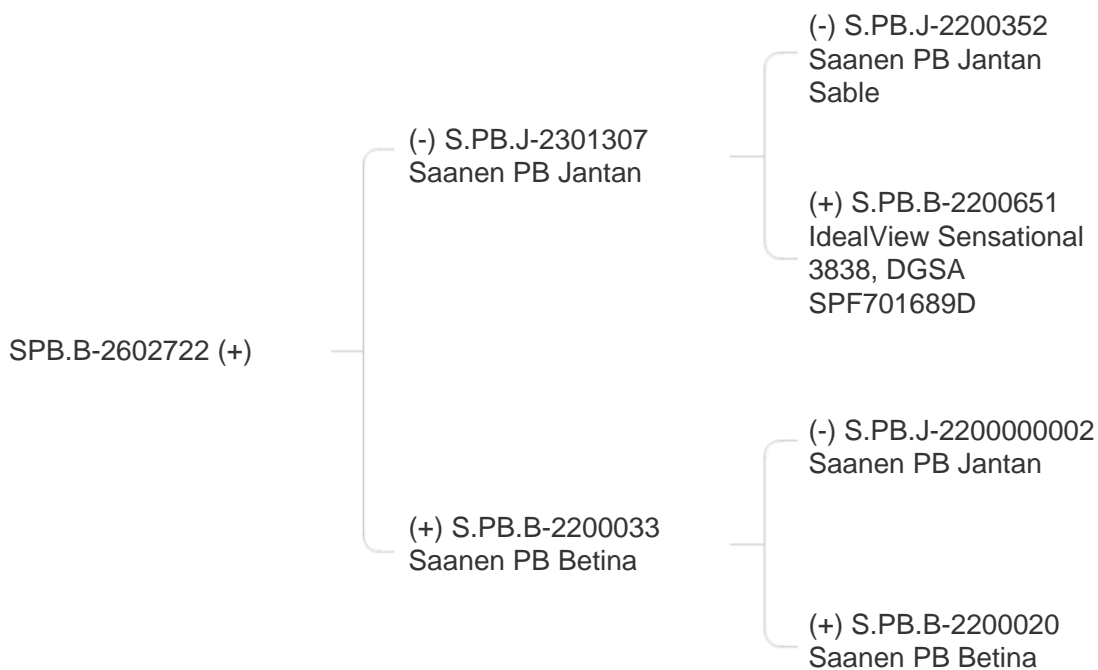 (-) S.PB.J-2200352
Saanen PB Jantan
Sable
(-) S.PB.J-2301307
Saanen PB Jantan
(+) S.PB.B-2200651
IdealView Sensational
3838, DGSA
SPF701689D
SPB.B-2602722 (+)
(-) S.PB.J-2200000002
Saanen PB Jantan
(+) S.PB.B-2200033
Saanen PB Betina
(+) S.PB.B-2200020
Saanen PB Betina